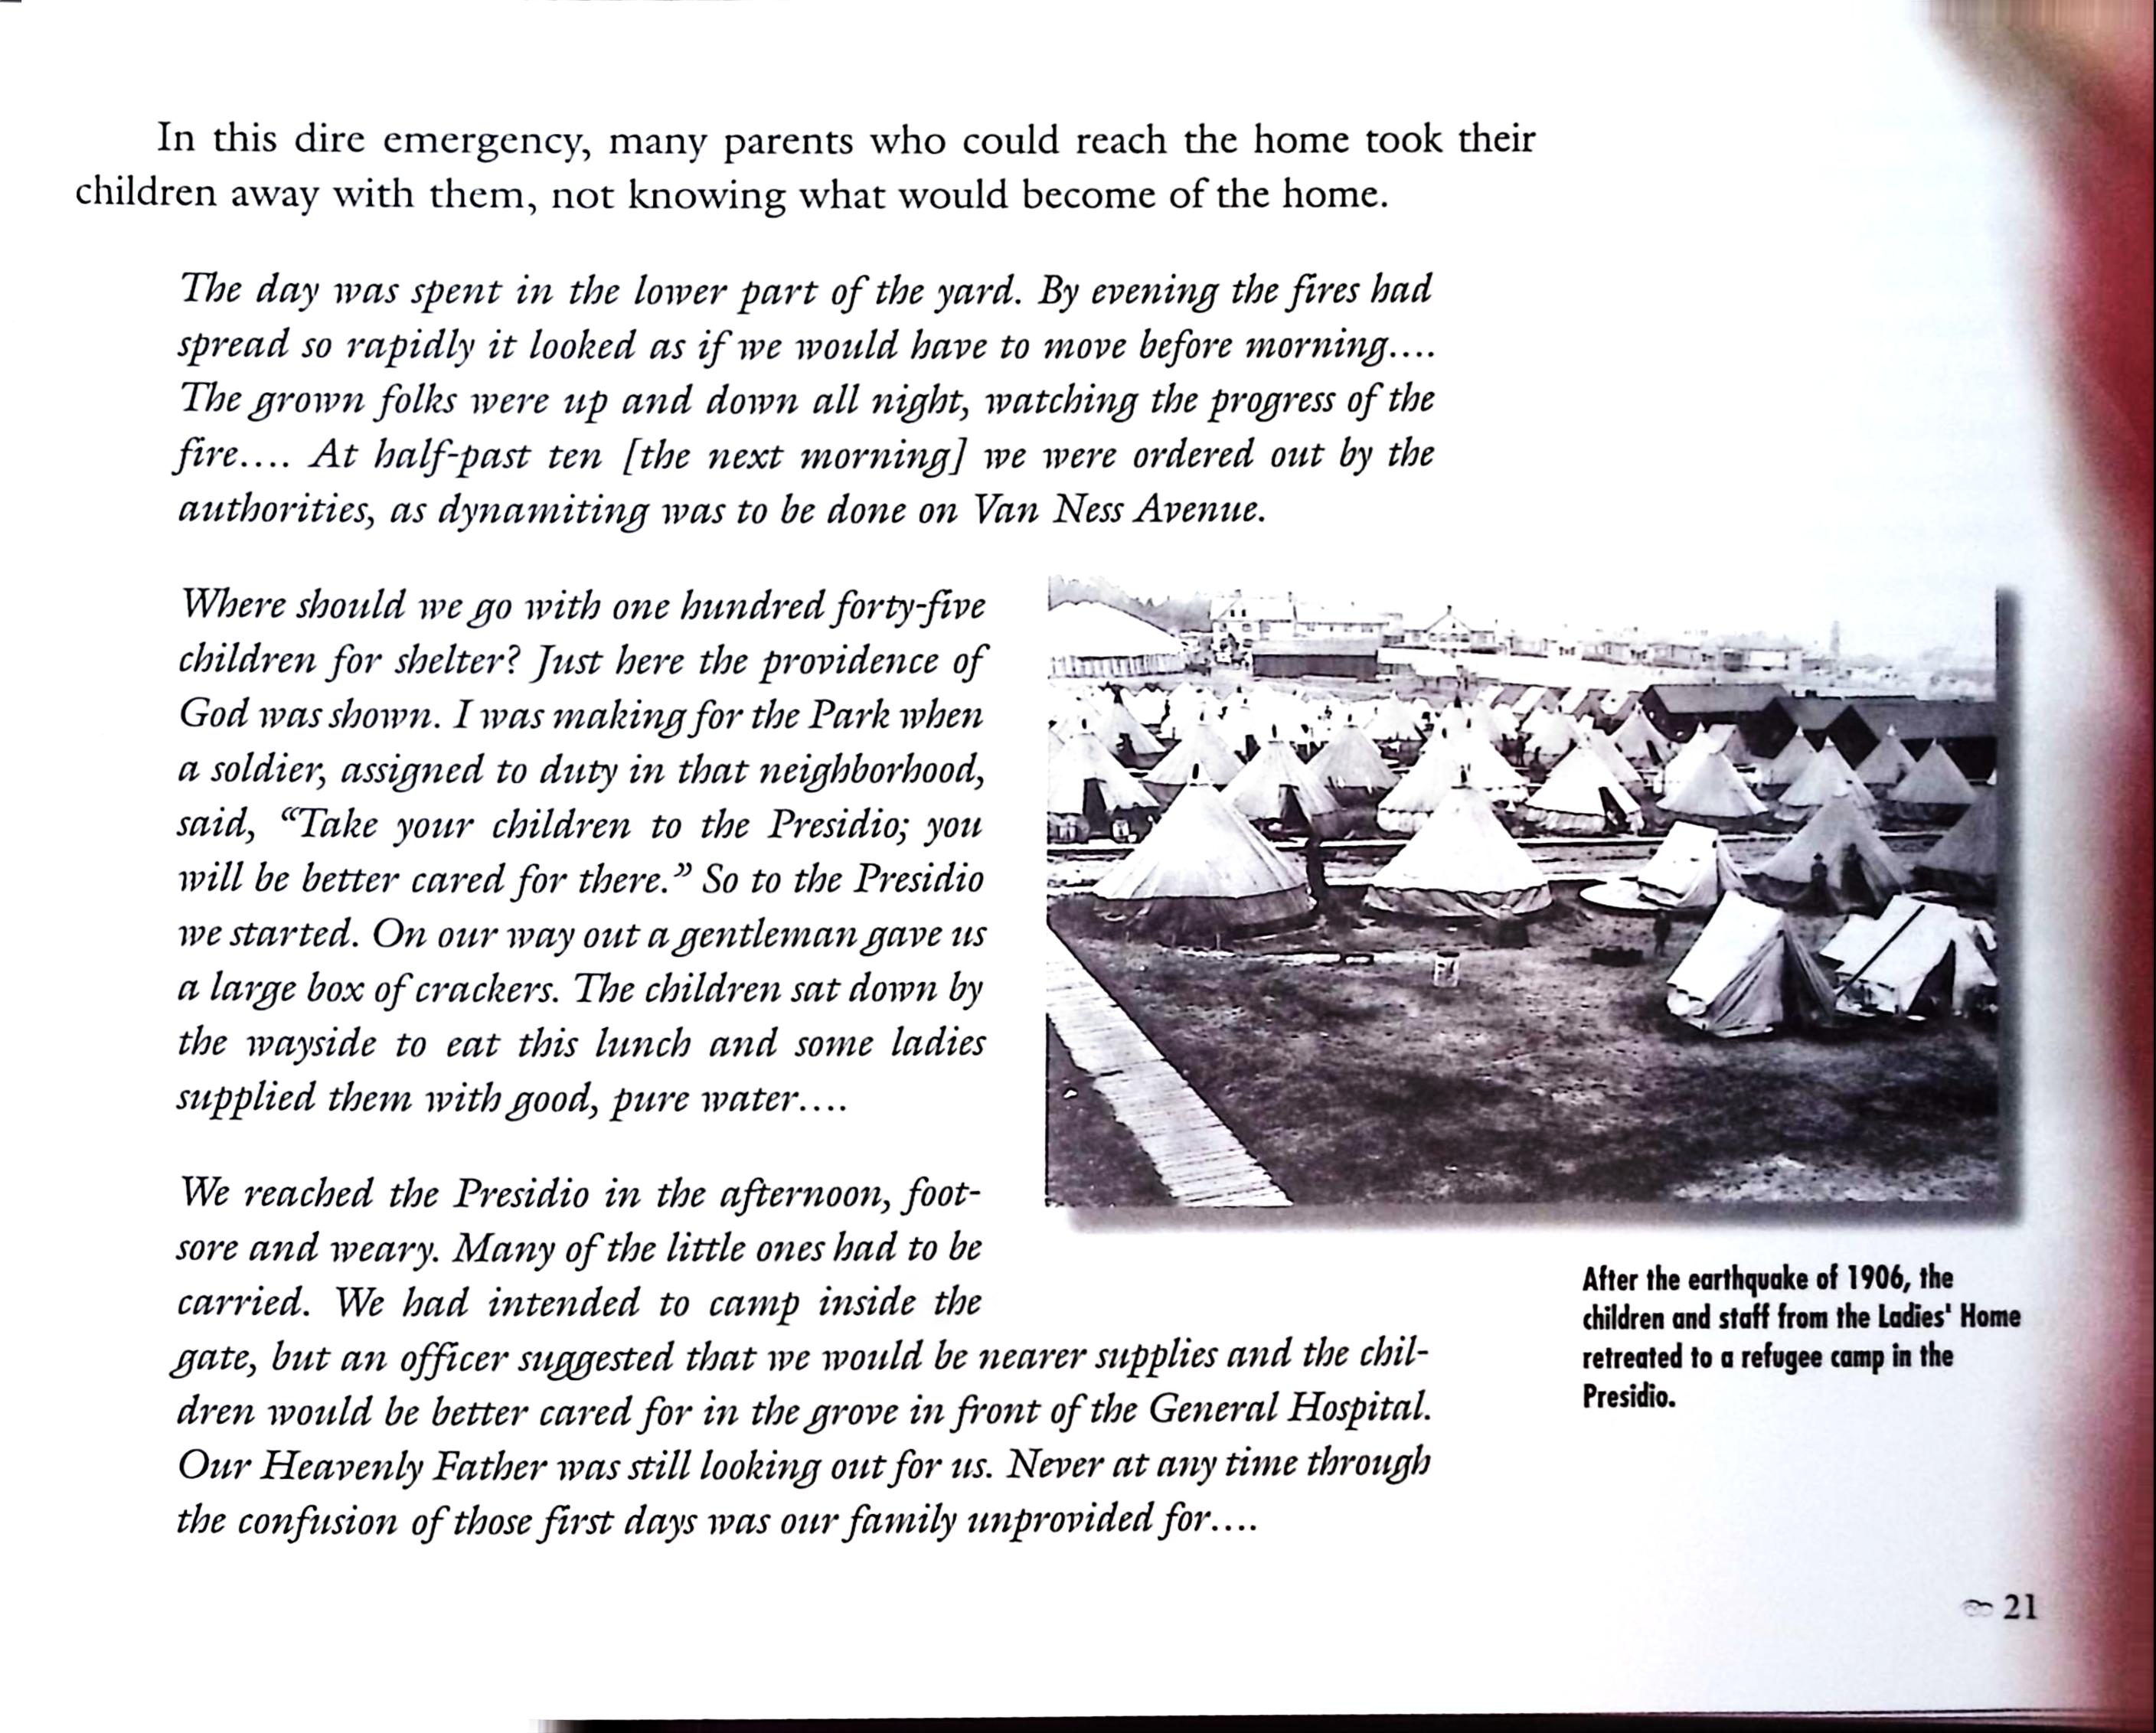 In this dire emergency, many parents who could reach the home took their
children away with them, not knowing what would become of the home.
The day was spent in the lower part of the yard. By evening the fires had
spread so rapidly it looked as if we would have to move before morning....
The grown folks were up and down all night, watching the progress of the
fire.... At half-past ten [the next morning] we were ordered out by the
authorities, as dynamiting was to be done on Van Ness Avenue.
Where should we go with one hundred forty-five
children for shelter? Just here the providence of
God was shown. I was making for the Park when
a soldier, assigned to duty in that neighborhood,
said, “Take your children to the Presidio; you
will be better cared for there.” So to the Presidio
we started. On our way out a gentleman gave us
a large box of crackers. The children sat down by
the wayside to eat this lunch and some ladies
supplied them with good, pure water....
We reached the Presidio in the afternoon, foot-
sore and weary. Many of the little ones had to be
carried. We had intended to camp inside the
gate, but an officer suggested that we would be nearer supplies and the chil-
dren would be better cared for in the grove in front of the General Hospital.
Our Heavenly Father was still looking out for us. Never at any time through
the confusion of those first days was our family unprovided for....
After the earthquake of 1906, the
children and staff from the Ladies' Home
retreated to a refugee camp in the
Presidio.
21